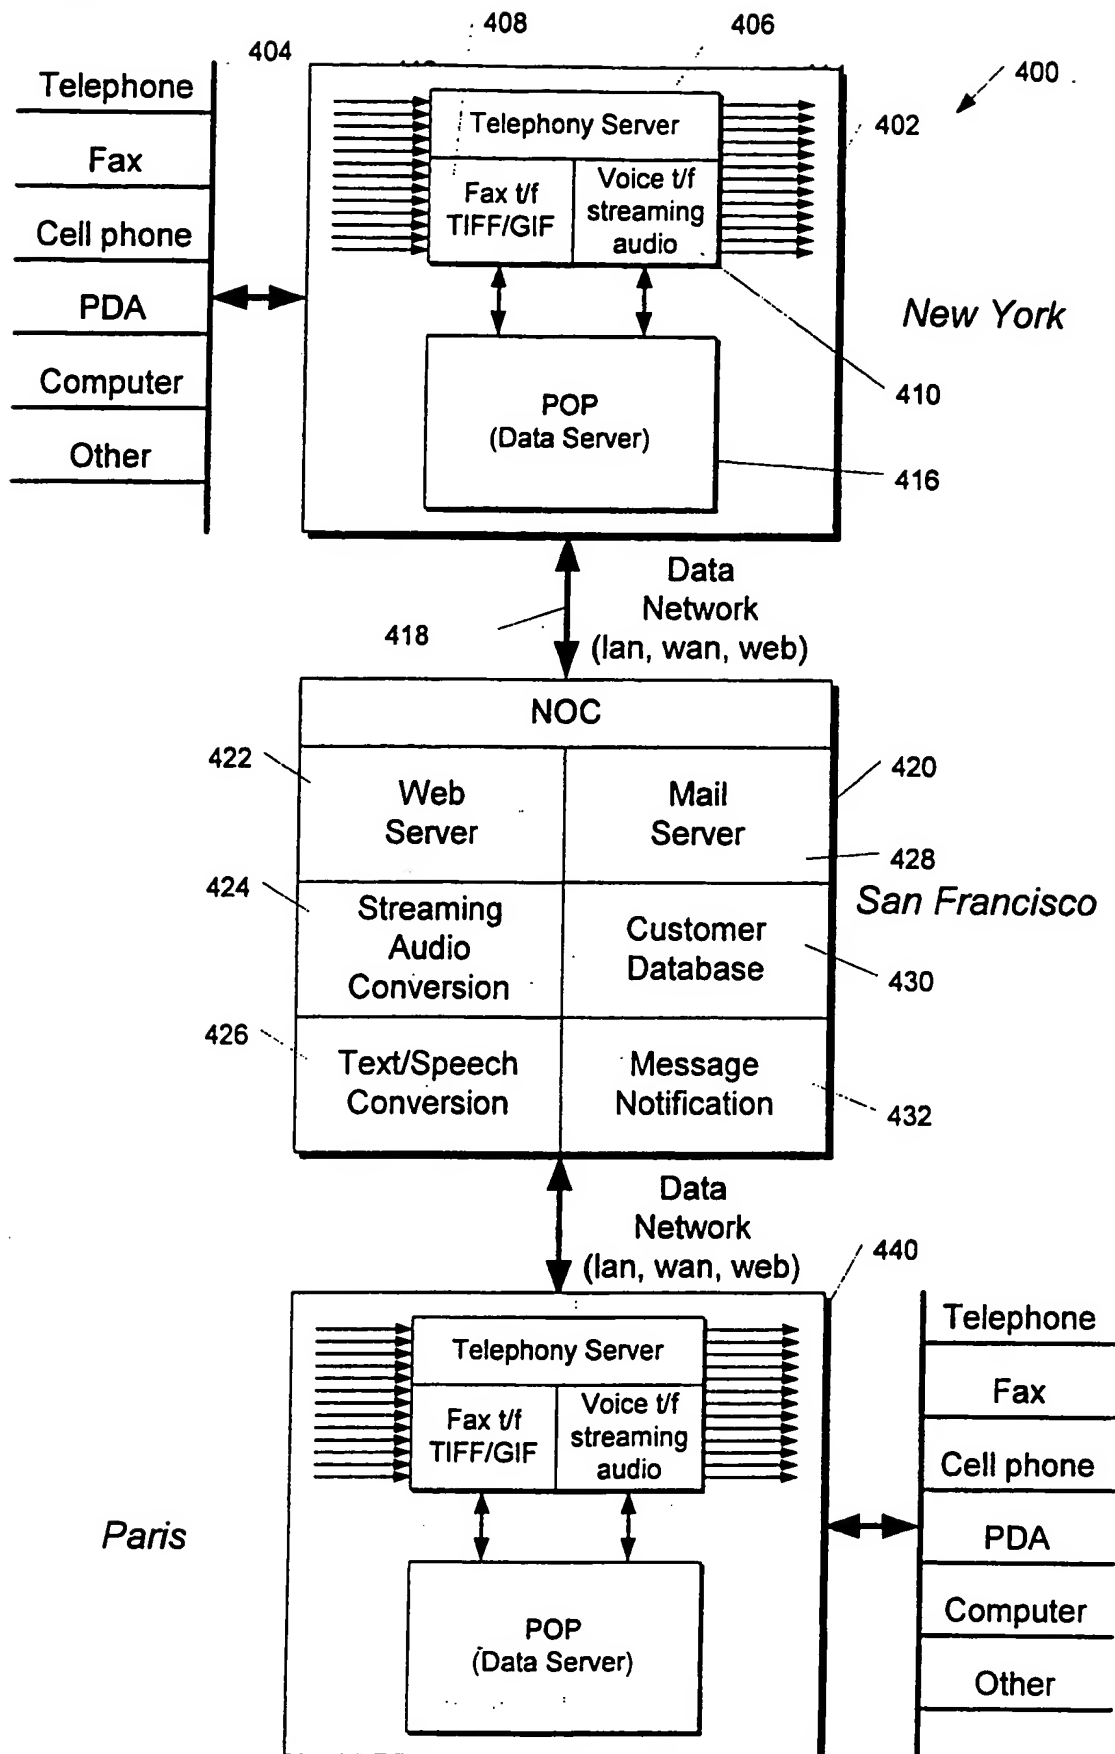 408
406
404
400
402
Telephone
Fax
Cell phone
PDA
Computer
Other
Telephony Server
Fax t/f
TIFF/GIF
Voice t/f
streaming
audio
New York
410
POP
(Data Server)
416
418
Data
Network
(lan, wan, web)
NOC
422
Web
Server
Mail
Server
420
428
424
Streaming
Audio
Conversion
Customer
Database
San Francisco
430
426
Text/Speech
Conversion
Message
Notification
432
Data
Network
(lan, wan, web)
440
Telephony Server
Fax t/f
TIFF/GIF
Voice t/f
streaming
audio
Paris
POP
(Data Server)
Telephone
Fax
Cell phone
PDA
Computer
Other